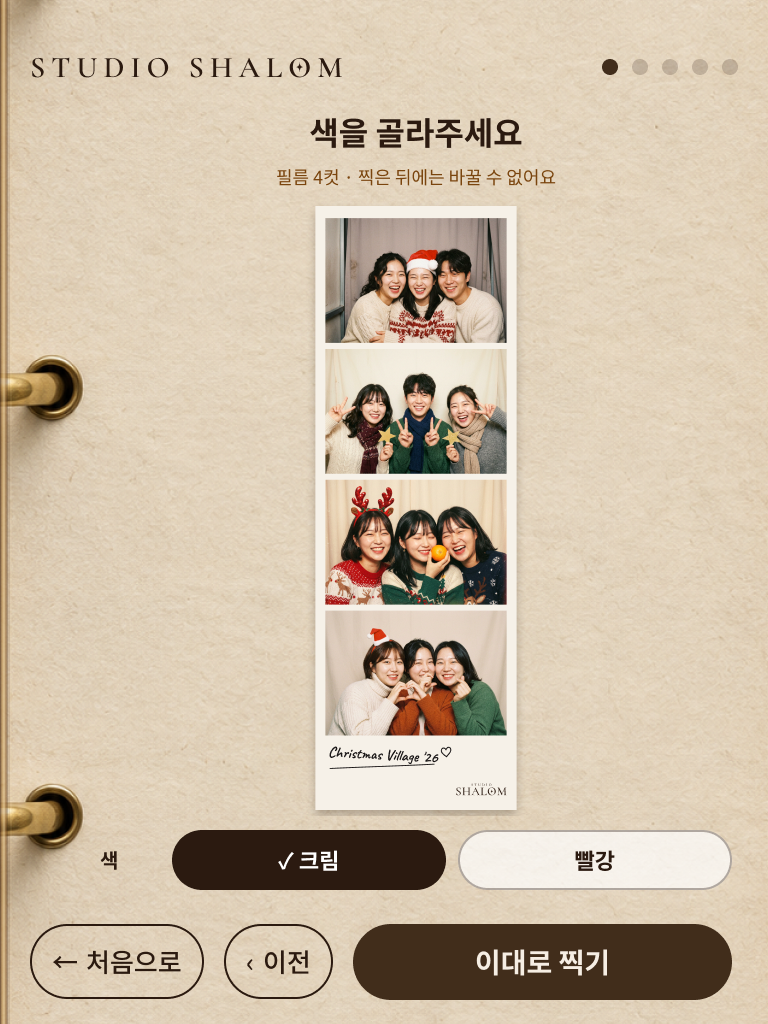 STUDIO SHALOM
색을 골라주세요
필름 4컷 · 찍은 뒤에는 바꿀 수 없어요
Christmas Village '26♡
STUDIO
SHALOM
색
✓ 크림
빨강
← 처음으로
‹ 이전
이대로 찍기